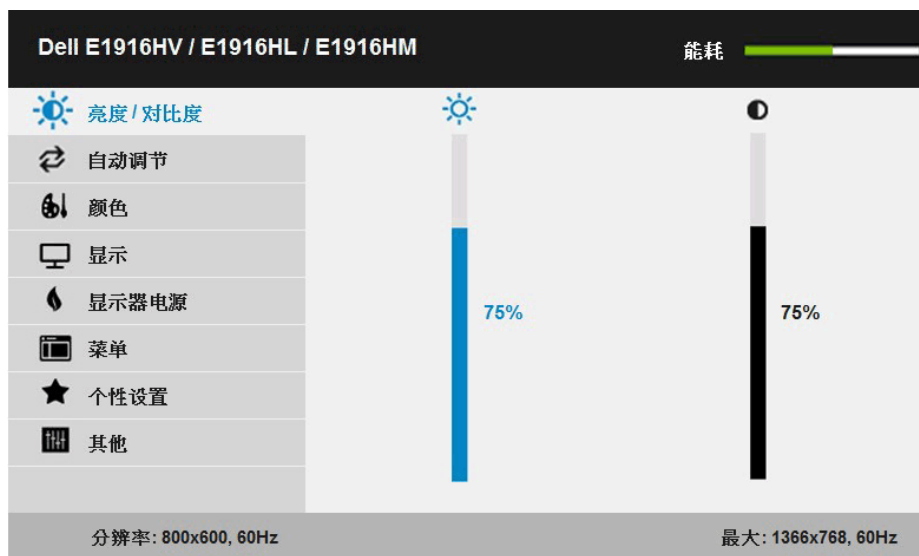 Dell E1916HV / E1916HL / E1916HM
能耗
亮度 / 对比度
自动调节
颜色
显示
显示器电源
75%
75%
菜单
个性设置
其他
分辨率: 800x600, 60Hz
最大: 1366x768, 60Hz